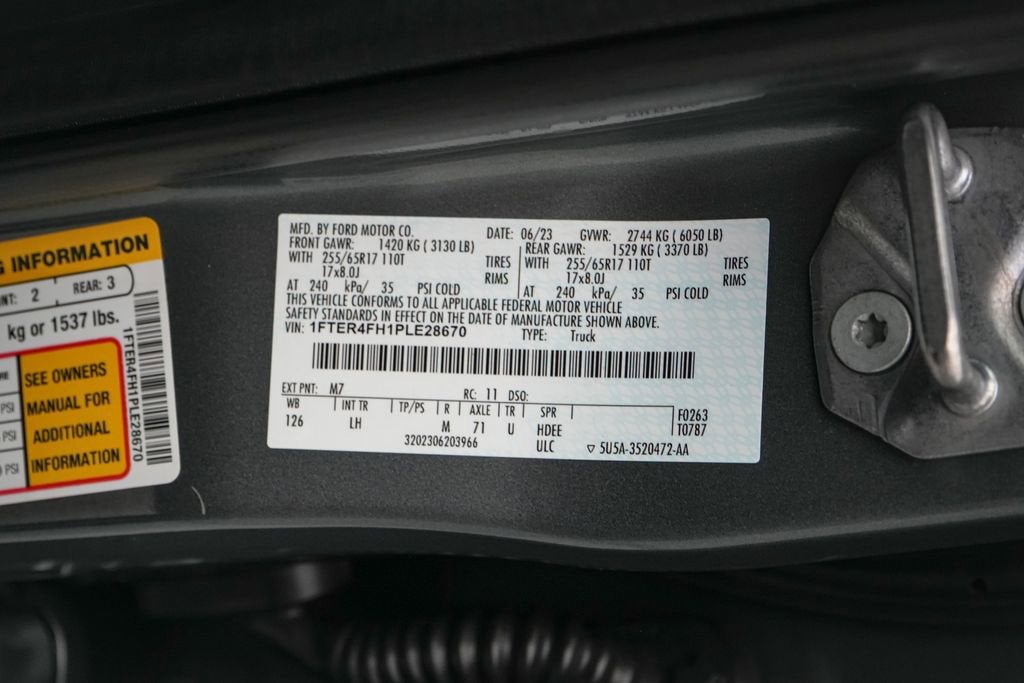 G INFORMATION
NT: 2 REAR: 3
kg or 1537 lbs.
SEE OWNERS
PSI MANUAL FOR
PSI ADDITIONAL
PSI INFORMATION
1FTER4FH1PLE28670
MFD. BY FORD MOTOR CO. DATE: 06/23 GVWR: 2744 KG ( 6050 LB)
FRONT GAWR: 1420 KG ( 3130 LB) REAR GAWR: 1529 KG ( 3370 LB)
WITH 255/65R17 110T TIRES WITH 255/65R17 110T TIRES
17x8.0J RIMS 17x8.0J RIMS
AT 240 kPa/ 35 PSI COLD AT 240 kPa/ 35 PSI COLD
THIS VEHICLE CONFORMS TO ALL APPLICABLE FEDERAL MOTOR VEHICLE
SAFETY STANDARDS IN EFFECT ON THE DATE OF MANUFACTURE SHOWN ABOVE.
VIN: 1FTER4FH1PLE28670 TYPE: Truck
EXT PNT: M7 RC: 11 DSO:
WB INT TR TP/PS R AXLE TR SPR F0263
126 LH M 71 U HDEE T0787
3202306203966 ULC ▽ 5U5A-3520472-AA